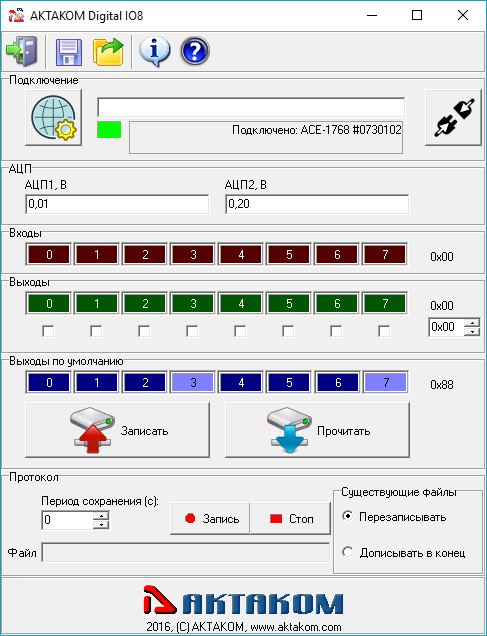 AKTAKOM Digital IO8
Подключение
Подключено: ACE-1768 #0730102
АЦП
АЦП1, В
АЦП2, В
0,01
0,20
Входы
0 1 2 3 4 5 6 7 0x00
Выходы
0 1 2 3 4 5 6 7 0x00
0x00
Выходы по умолчанию
0 1 2 3 4 5 6 7 0x88
Записать
Прочитать
Протокол
Период сохранения (с):
0
Запись
Стоп
Существующие файлы
Перезаписывать
Дописывать в конец
Файл
АКТАКОМ
2016, (C) АКТАКОМ, www.aktakom.com